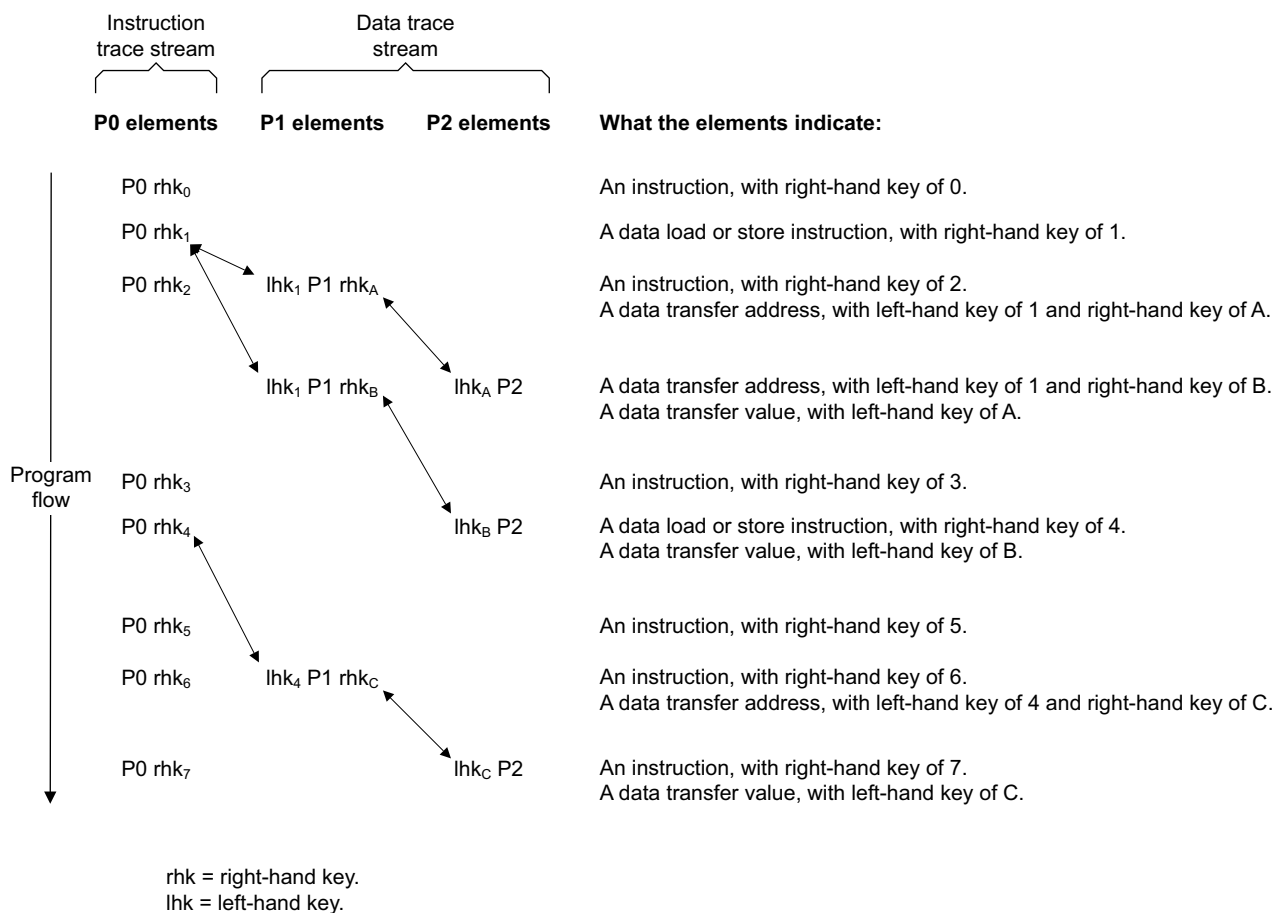 Instruction trace stream
Data trace stream
P0 elements P1 elements P2 elements What the elements indicate:
P0 rhk₀ An instruction, with right-hand key of 0.
P0 rhk₁ A data load or store instruction, with right-hand key of 1.
P0 rhk₂ lhk₁ P1 rhk_A An instruction, with right-hand key of 2.
A data transfer address, with left-hand key of 1 and right-hand key of A.
lhk₁ P1 rhk_B lhk_A P2 A data transfer address, with left-hand key of 1 and right-hand key of B.
A data transfer value, with left-hand key of A.
Program flow
P0 rhk₃ An instruction, with right-hand key of 3.
P0 rhk₄ lhk_B P2 A data load or store instruction, with right-hand key of 4.
A data transfer value, with left-hand key of B.
P0 rhk₅ An instruction, with right-hand key of 5.
P0 rhk₆ lhk₄ P1 rhk_C An instruction, with right-hand key of 6.
A data transfer address, with left-hand key of 4 and right-hand key of C.
P0 rhk₇ lhk_C P2 An instruction, with right-hand key of 7.
A data transfer value, with left-hand key of C.
rhk = right-hand key.
lhk = left-hand key.